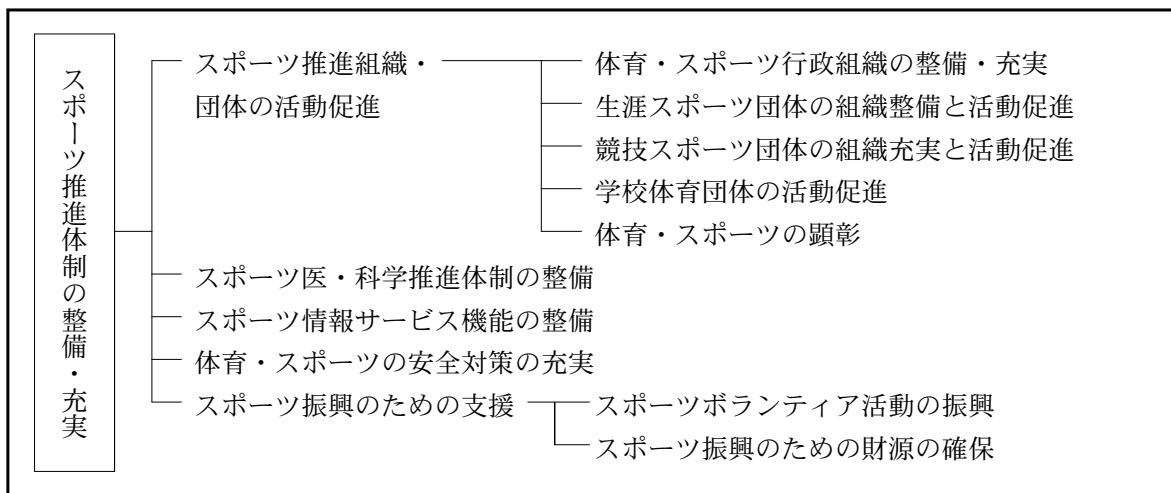 スポーツ推進体制の整備・充実
スポーツ推進組織・
団体の活動促進
体育・スポーツ行政組織の整備・充実
生涯スポーツ団体の組織整備と活動促進
競技スポーツ団体の組織充実と活動促進
学校体育団体の活動促進
体育・スポーツの顕彰
スポーツ医・科学推進体制の整備
スポーツ情報サービス機能の整備
体育・スポーツの安全対策の充実
スポーツ振興のための支援
スポーツボランティア活動の振興
スポーツ振興のための財源の確保